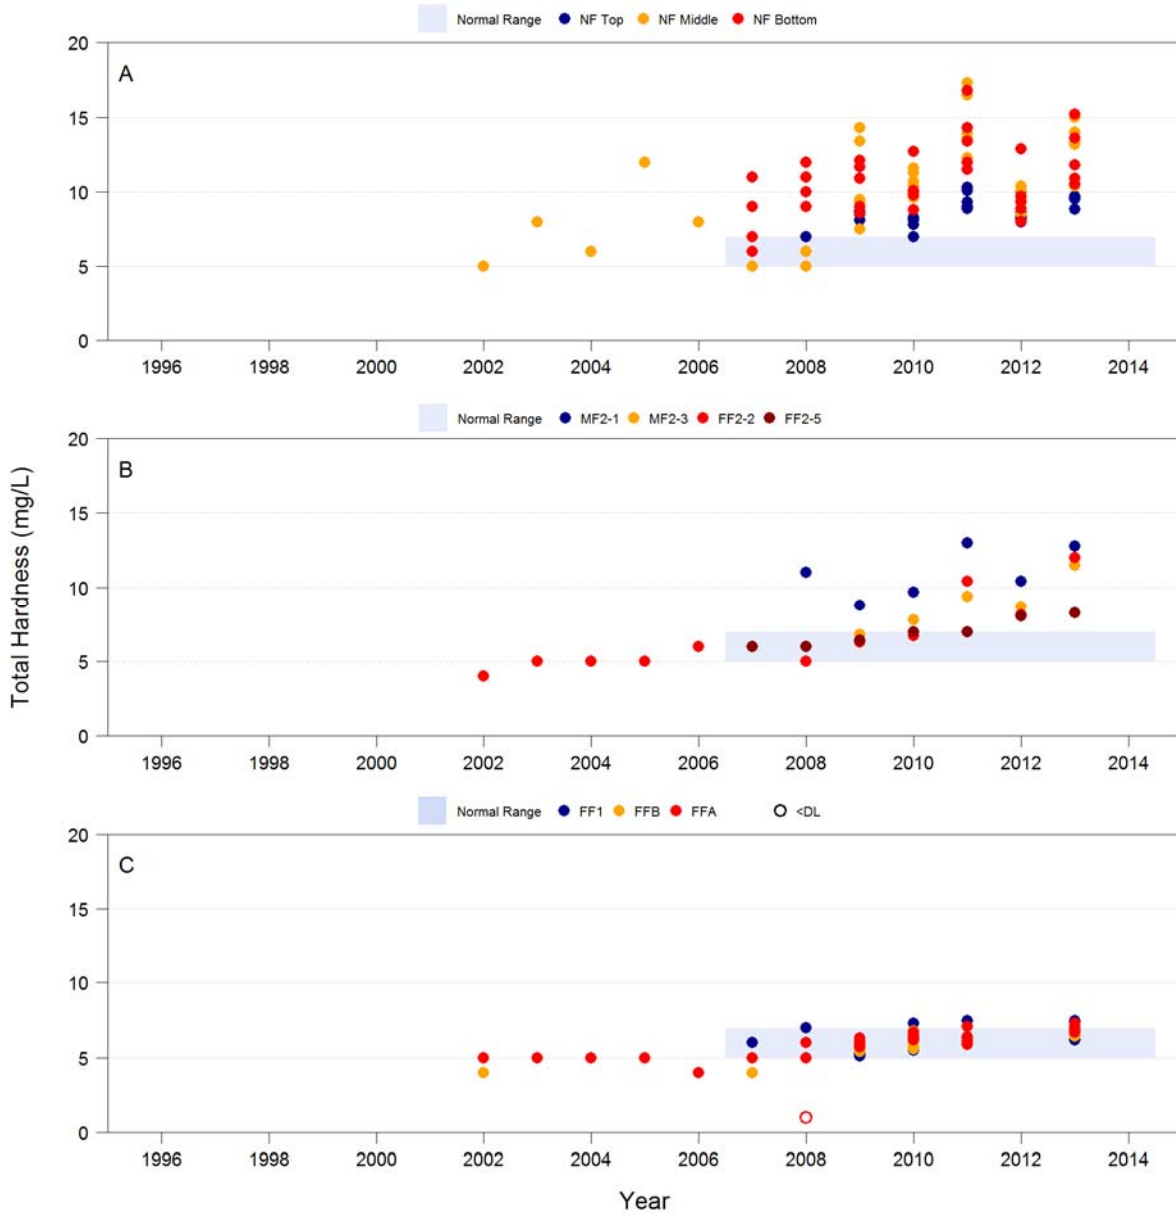 Normal Range NF Top NF Middle NF Bottom
20
A
15
10
5
0
1996 1998 2000 2002 2004 2006 2008 2010 2012 2014
Normal Range MF2-1 MF2-3 FF2-2 FF2-5
20
B
15
10
5
0
1996 1998 2000 2002 2004 2006 2008 2010 2012 2014
Total Hardness (mg/L)
Normal Range FF1 FFB FFA <DL
20
C
15
10
5
0
1996 1998 2000 2002 2004 2006 2008 2010 2012 2014
Year